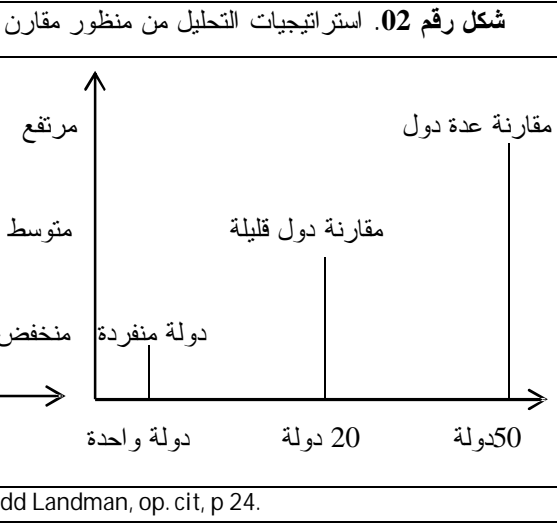 شكل رقم 02. استراتيجيات التحليل من منظور مقارن
مرتفع
مقارنة عدة دول
متوسط
مقارنة دول قليلة
منخفض
دولة منفردة
دولة واحدة
20 دولة
50دولة
dd Landman, op. cit, p 24.